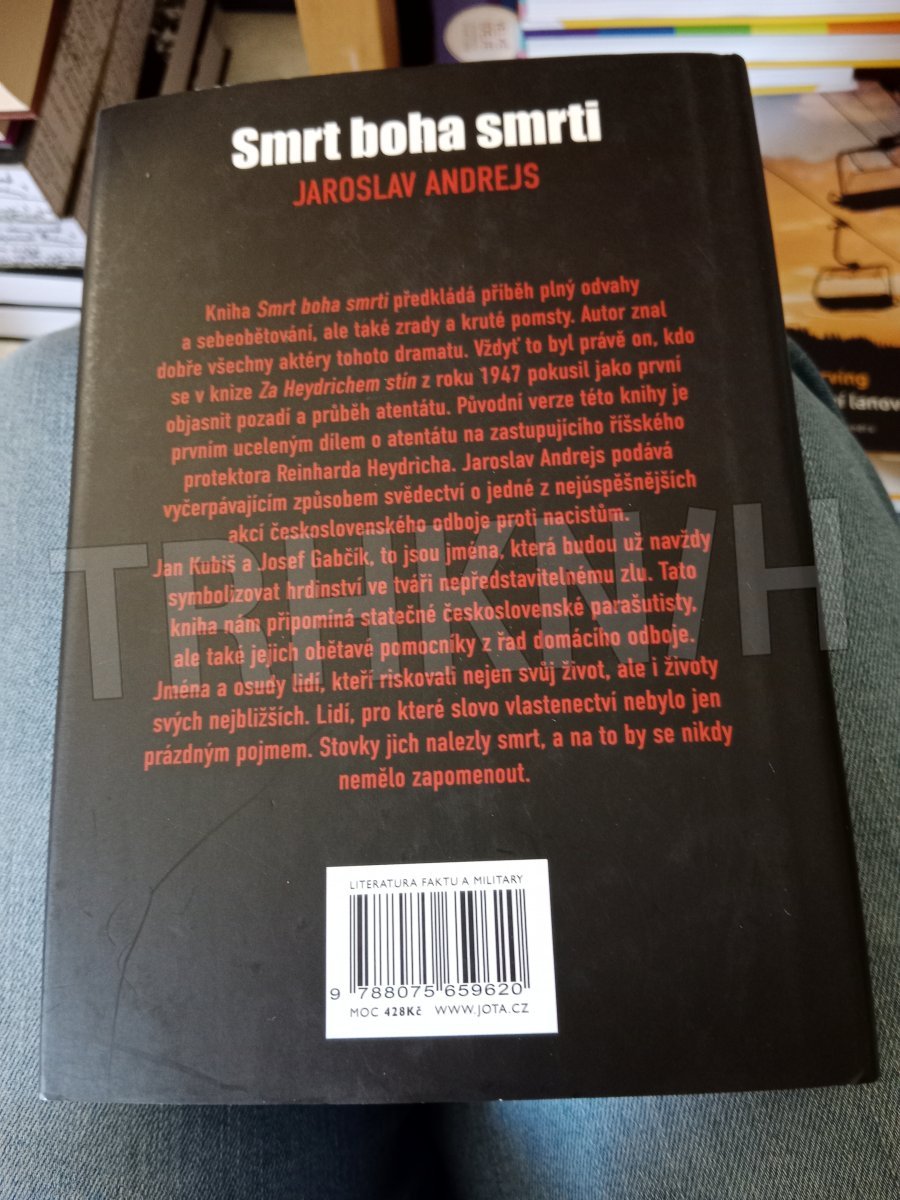 Smrt boha smrti
JAROSLAV ANDREJS
Kniha Smrt boha smrti předkládá příběh plný odvahy
a sebeobětování, ale také zrady a kruté pomsty. Autor znal
dobře všechny aktéry tohoto dramatu. Vždyť to byl právě on, kdo
se v knize Za Heydrichem stín z roku 1947 pokusil jako první
objasnit pozadí a průběh atentátu. Původní verze této knihy je
prvním uceleným dílem o atentátu na zastupujícího říšského
protektora Reinharda Heydricha. Jaroslav Andrejs podává
vyčerpávajícím způsobem svědectví o jedné z nejúspěšnějších
akcí československého odboje proti nacistům.
Jan Kubiš a Josef Gabčík, to jsou jména, která budou už navždy
symbolizovat hrdinství ve tváři nepředstavitelnému zlu. Tato
kniha nám připomíná statečné československé parašutisty,
ale také jejich obětavé pomocníky z řad domácího odboje.
Jména a osudy lidí, kteří riskovali nejen svůj život, ale i životy
svých nejbližších. Lidí, pro které slovo vlastenectví nebylo jen
prázdným pojmem. Stovky jich nalezly smrt, a na to by se nikdy
nemělo zapomenout.
LITERATURA FAKTU A MILITARY
9 788075 659620
MOC 428Kč WWW.JOTA.CZ
TRHKNIH